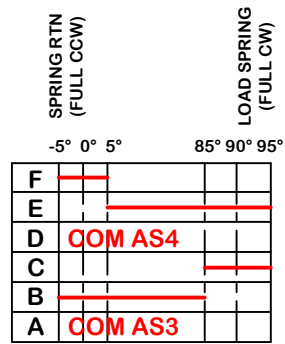 SPRING RTN
(FULL CCW)
LOAD SPRING
(FULL CW)
-5° 0° 5° 85° 90° 95°
F
E
D COM AS4
C
B
A COM AS3